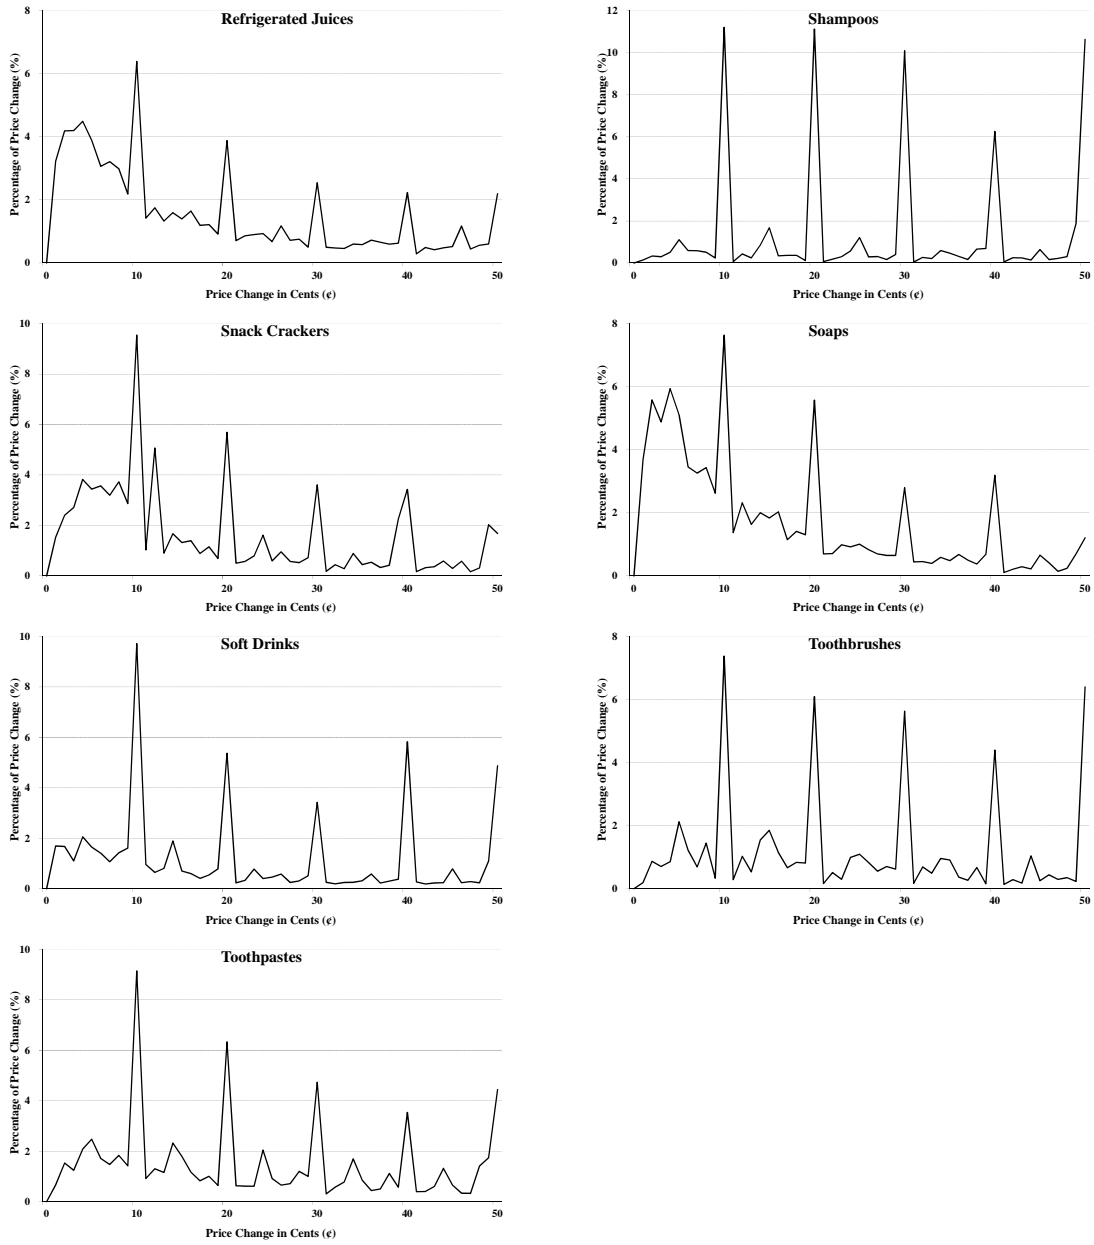 Refrigerated Juices
Percentage of Price Change (%)
8
6
4
2
0
0 10 20 30 40 50
Price Change in Cents (¢)
Shampoos
Percentage of Price Change (%)
12
10
8
6
4
2
0
0 10 20 30 40 50
Price Change in Cents (¢)
Snack Crackers
Percentage of Price Change (%)
10
8
6
4
2
0
0 10 20 30 40 50
Price Change in Cents (¢)
Soaps
Percentage of Price Change (%)
8
6
4
2
0
0 10 20 30 40 50
Price Change in Cents (¢)
Soft Drinks
Percentage of Price Change (%)
10
8
6
4
2
0
0 10 20 30 40 50
Price Change in Cents (¢)
Toothbrushes
Percentage of Price Change (%)
8
6
4
2
0
0 10 20 30 40 50
Price Change in Cents (¢)
Toothpastes
Percentage of Price Change (%)
10
8
6
4
2
0
0 10 20 30 40 50
Price Change in Cents (¢)